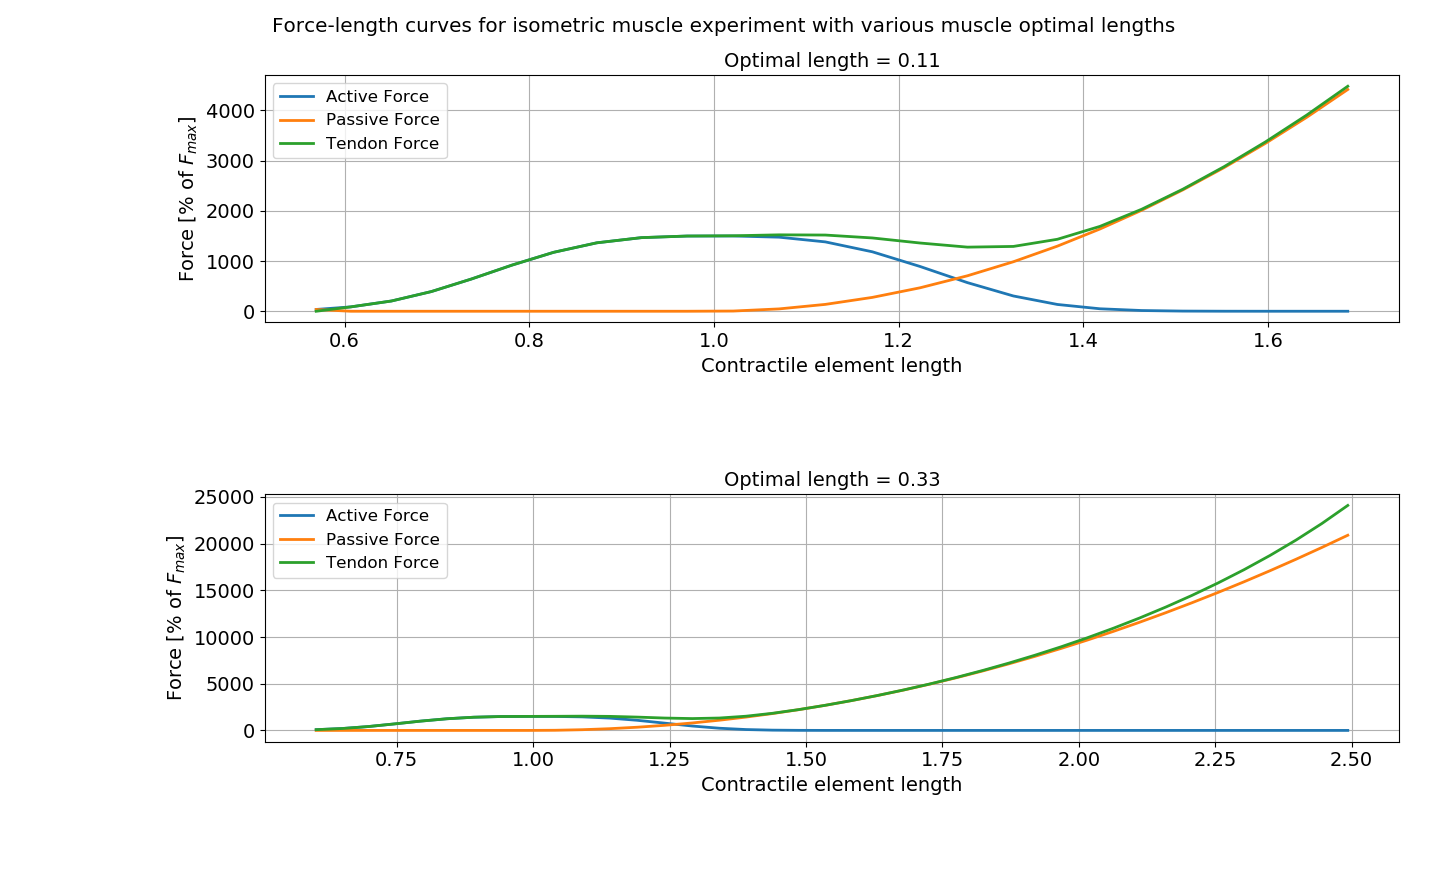 Force-length curves for isometric muscle experiment with various muscle optimal lengths
Optimal length = 0.11
Active Force
Passive Force
Tendon Force
Force [% of F_max]
4000
3000
2000
1000
0
0.6 0.8 1.0 1.2 1.4 1.6
Contractile element length
Optimal length = 0.33
Active Force
Passive Force
Tendon Force
Force [% of F_max]
25000
20000
15000
10000
5000
0
0.75 1.00 1.25 1.50 1.75 2.00 2.25 2.50
Contractile element length